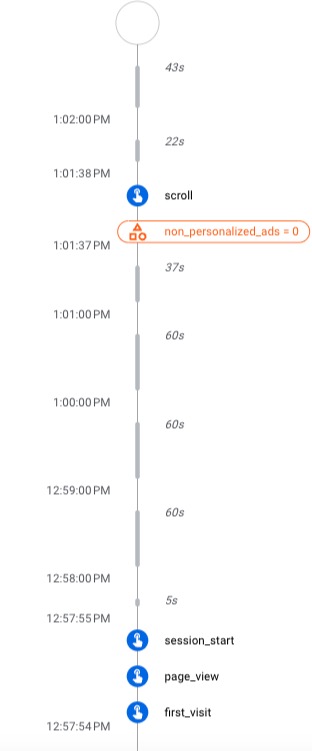 43s
1:02:00 PM
22s
1:01:38 PM
scroll
non_personalized_ads = 0
1:01:37 PM
37s
1:01:00 PM
60s
1:00:00 PM
60s
12:59:00 PM
60s
12:58:00 PM
5s
12:57:55 PM
session_start
page_view
first_visit
12:57:54 PM